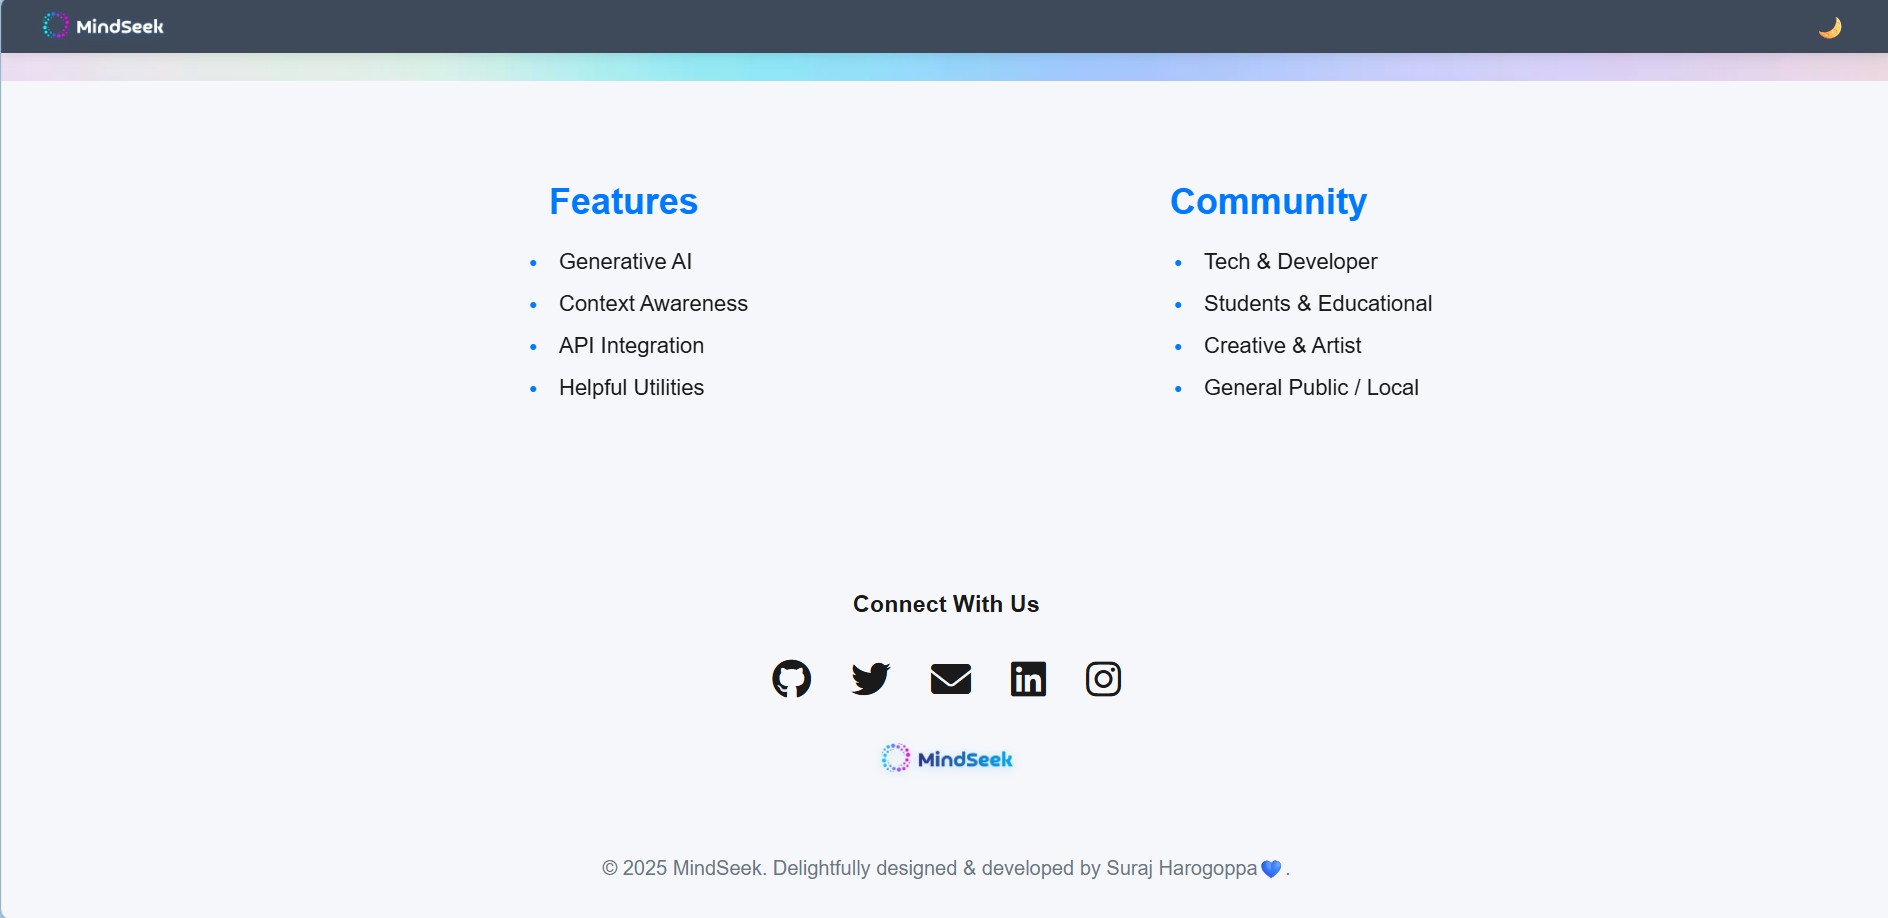 MindSeek
Features
• Generative AI
• Context Awareness
• API Integration
• Helpful Utilities
Community
• Tech & Developer
• Students & Educational
• Creative & Artist
• General Public / Local
Connect With Us
in
MindSeek
© 2025 MindSeek. Delightfully designed & developed by Suraj Harogoppa💙.